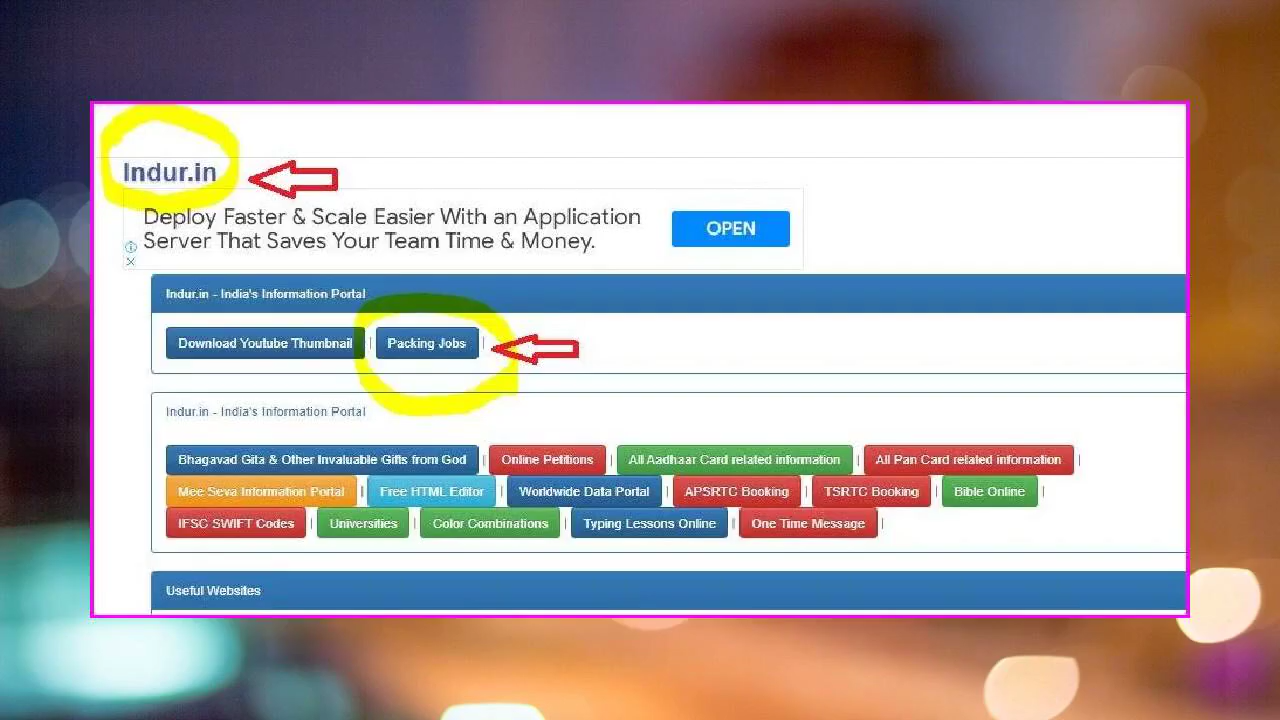 Indur.in
Deploy Faster & Scale Easier With an Application
Server That Saves Your Team Time & Money.
OPEN
Indur.in - India's Information Portal
Download Youtube Thumbnail | Packing Jobs |
Indur.in - India's Information Portal
Bhagavad Gita & Other Invaluable Gifts from God | Online Petitions | All Aadhaar Card related information | All Pan Card related information |
Mee Seva Information Portal | Free HTML Editor | Worldwide Data Portal | APSRTC Booking | TSRTC Booking | Bible Online |
IFSC SWIFT Codes | Universities | Color Combinations | Typing Lessons Online | One Time Message |
Useful Websites